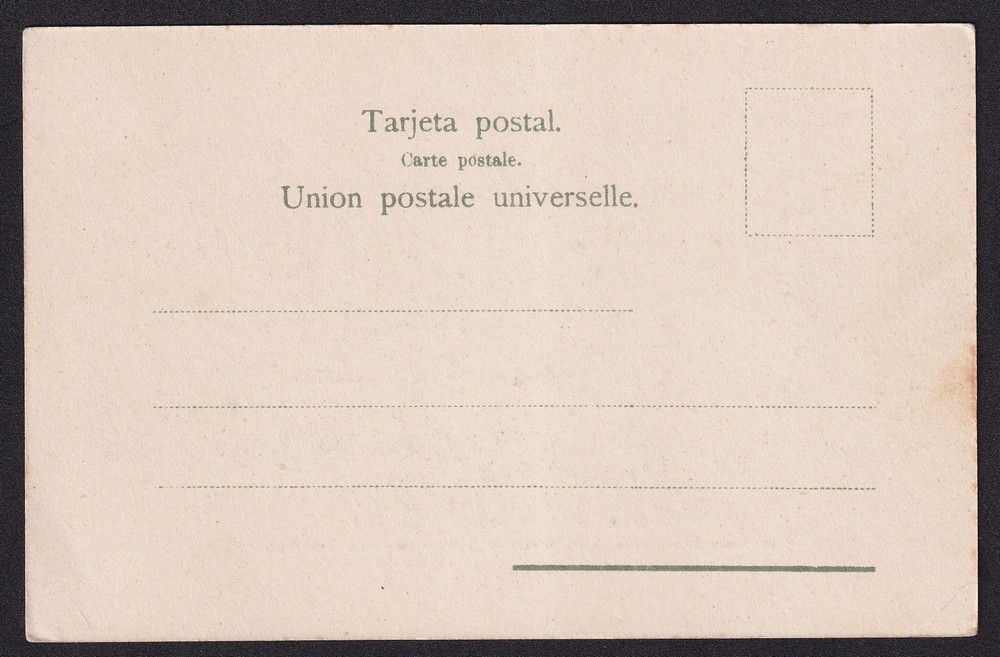 Tarjeta postal.
Carte postale.
Union postale universelle.